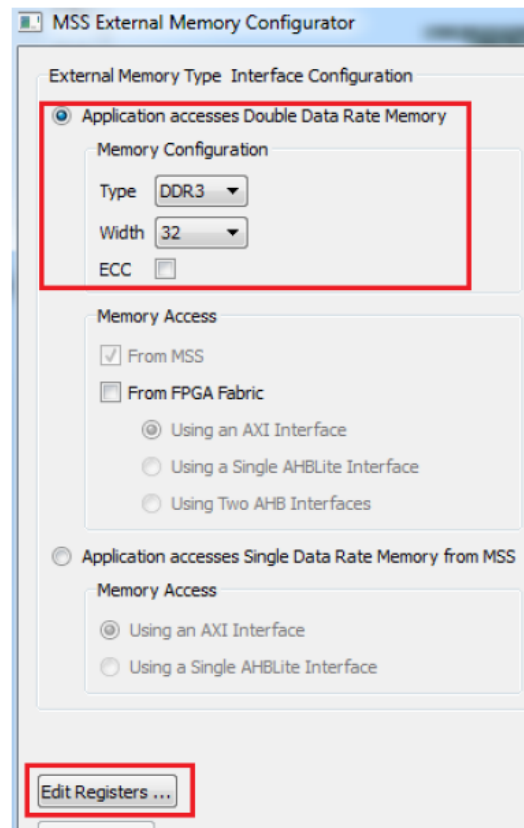 MSS External Memory Configurator
External Memory Type Interface Configuration
Application accesses Double Data Rate Memory
Memory Configuration
Type DDR3
Width 32
ECC
Memory Access
From MSS
From FPGA Fabric
Using an AXI Interface
Using a Single AHBLite Interface
Using Two AHB Interfaces
Application accesses Single Data Rate Memory from MSS
Memory Access
Using an AXI Interface
Using a Single AHBLite Interface
Edit Registers ...